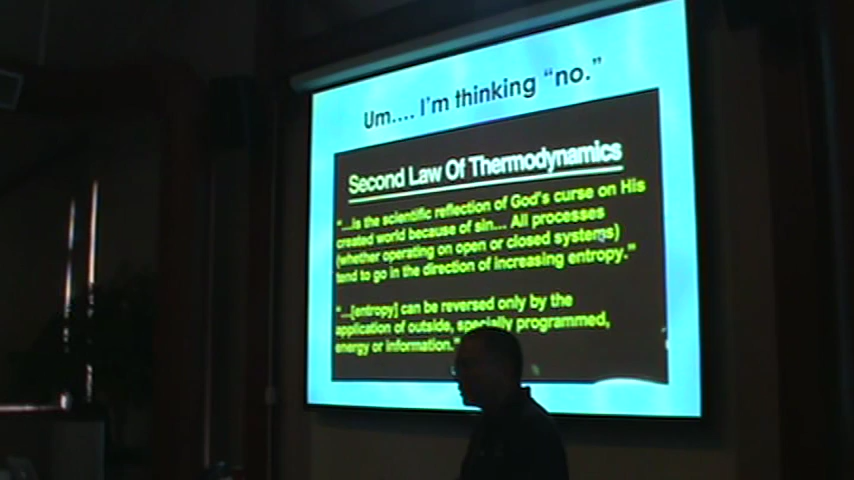 Um.... I'm thinking “no.”
Second Law Of Thermodynamics
“...is the scientific reflection of God's curse on His
created world because of sin... All processes
(whether operating on open or closed systems)
tend to go in the direction of increasing entropy.”
“...[entropy] can be reversed only by the
application of outside, specially programmed,
energy or information.”